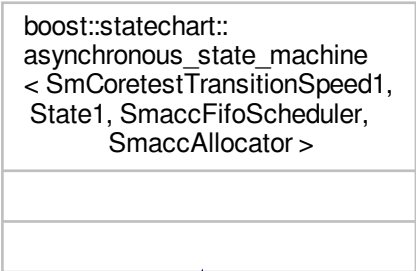 boost::statechart::
asynchronous_state_machine
< SmCoretestTransitionSpeed1,
State1, SmaccFifoScheduler,
SmaccAllocator >